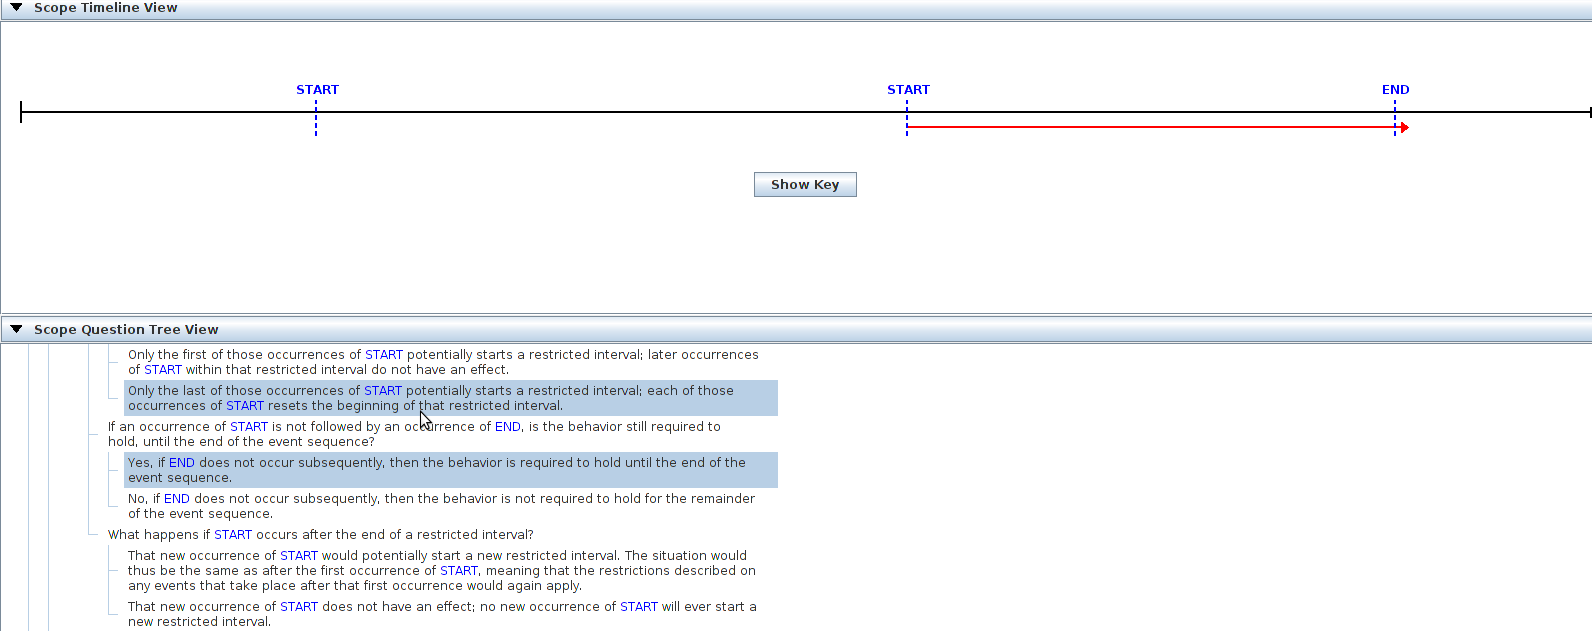 Scope Timeline View
START START END
Show Key
Scope Question Tree View
Only the first of those occurrences of START potentially starts a restricted interval; later occurrences
of START within that restricted interval do not have an effect.
Only the last of those occurrences of START potentially starts a restricted interval; each of those
occurrences of START resets the beginning of that restricted interval.
If an occurrence of START is not followed by an occurrence of END, is the behavior still required to
hold, until the end of the event sequence?
Yes, if END does not occur subsequently, then the behavior is required to hold until the end of the
event sequence.
No, if END does not occur subsequently, then the behavior is not required to hold for the remainder
of the event sequence.
What happens if START occurs after the end of a restricted interval?
That new occurrence of START would potentially start a new restricted interval. The situation would
thus be the same as after the first occurrence of START, meaning that the restrictions described on
any events that take place after that first occurrence would again apply.
That new occurrence of START does not have an effect; no new occurrence of START will ever start a
new restricted interval.